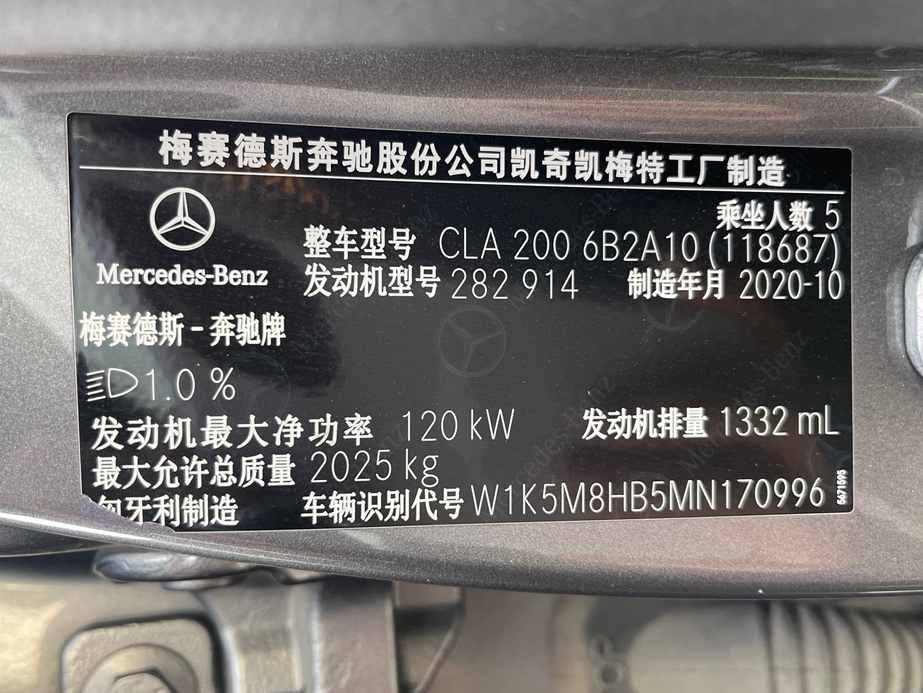 梅赛德斯奔驰股份公司凯奇凯梅特工厂制造
乘坐人数 5
整车型号 CLA 200 6B2A10 (118687)
Mercedes-Benz
发动机型号 282 914 制造年月 2020-10
梅赛德斯-奔驰牌
1.0 %
发动机最大净功率 120 kW 发动机排量 1332 mL
最大允许总质量 2025 kg
匈牙利制造 车辆识别代号 W1K5M8HB5MN170996
5671595